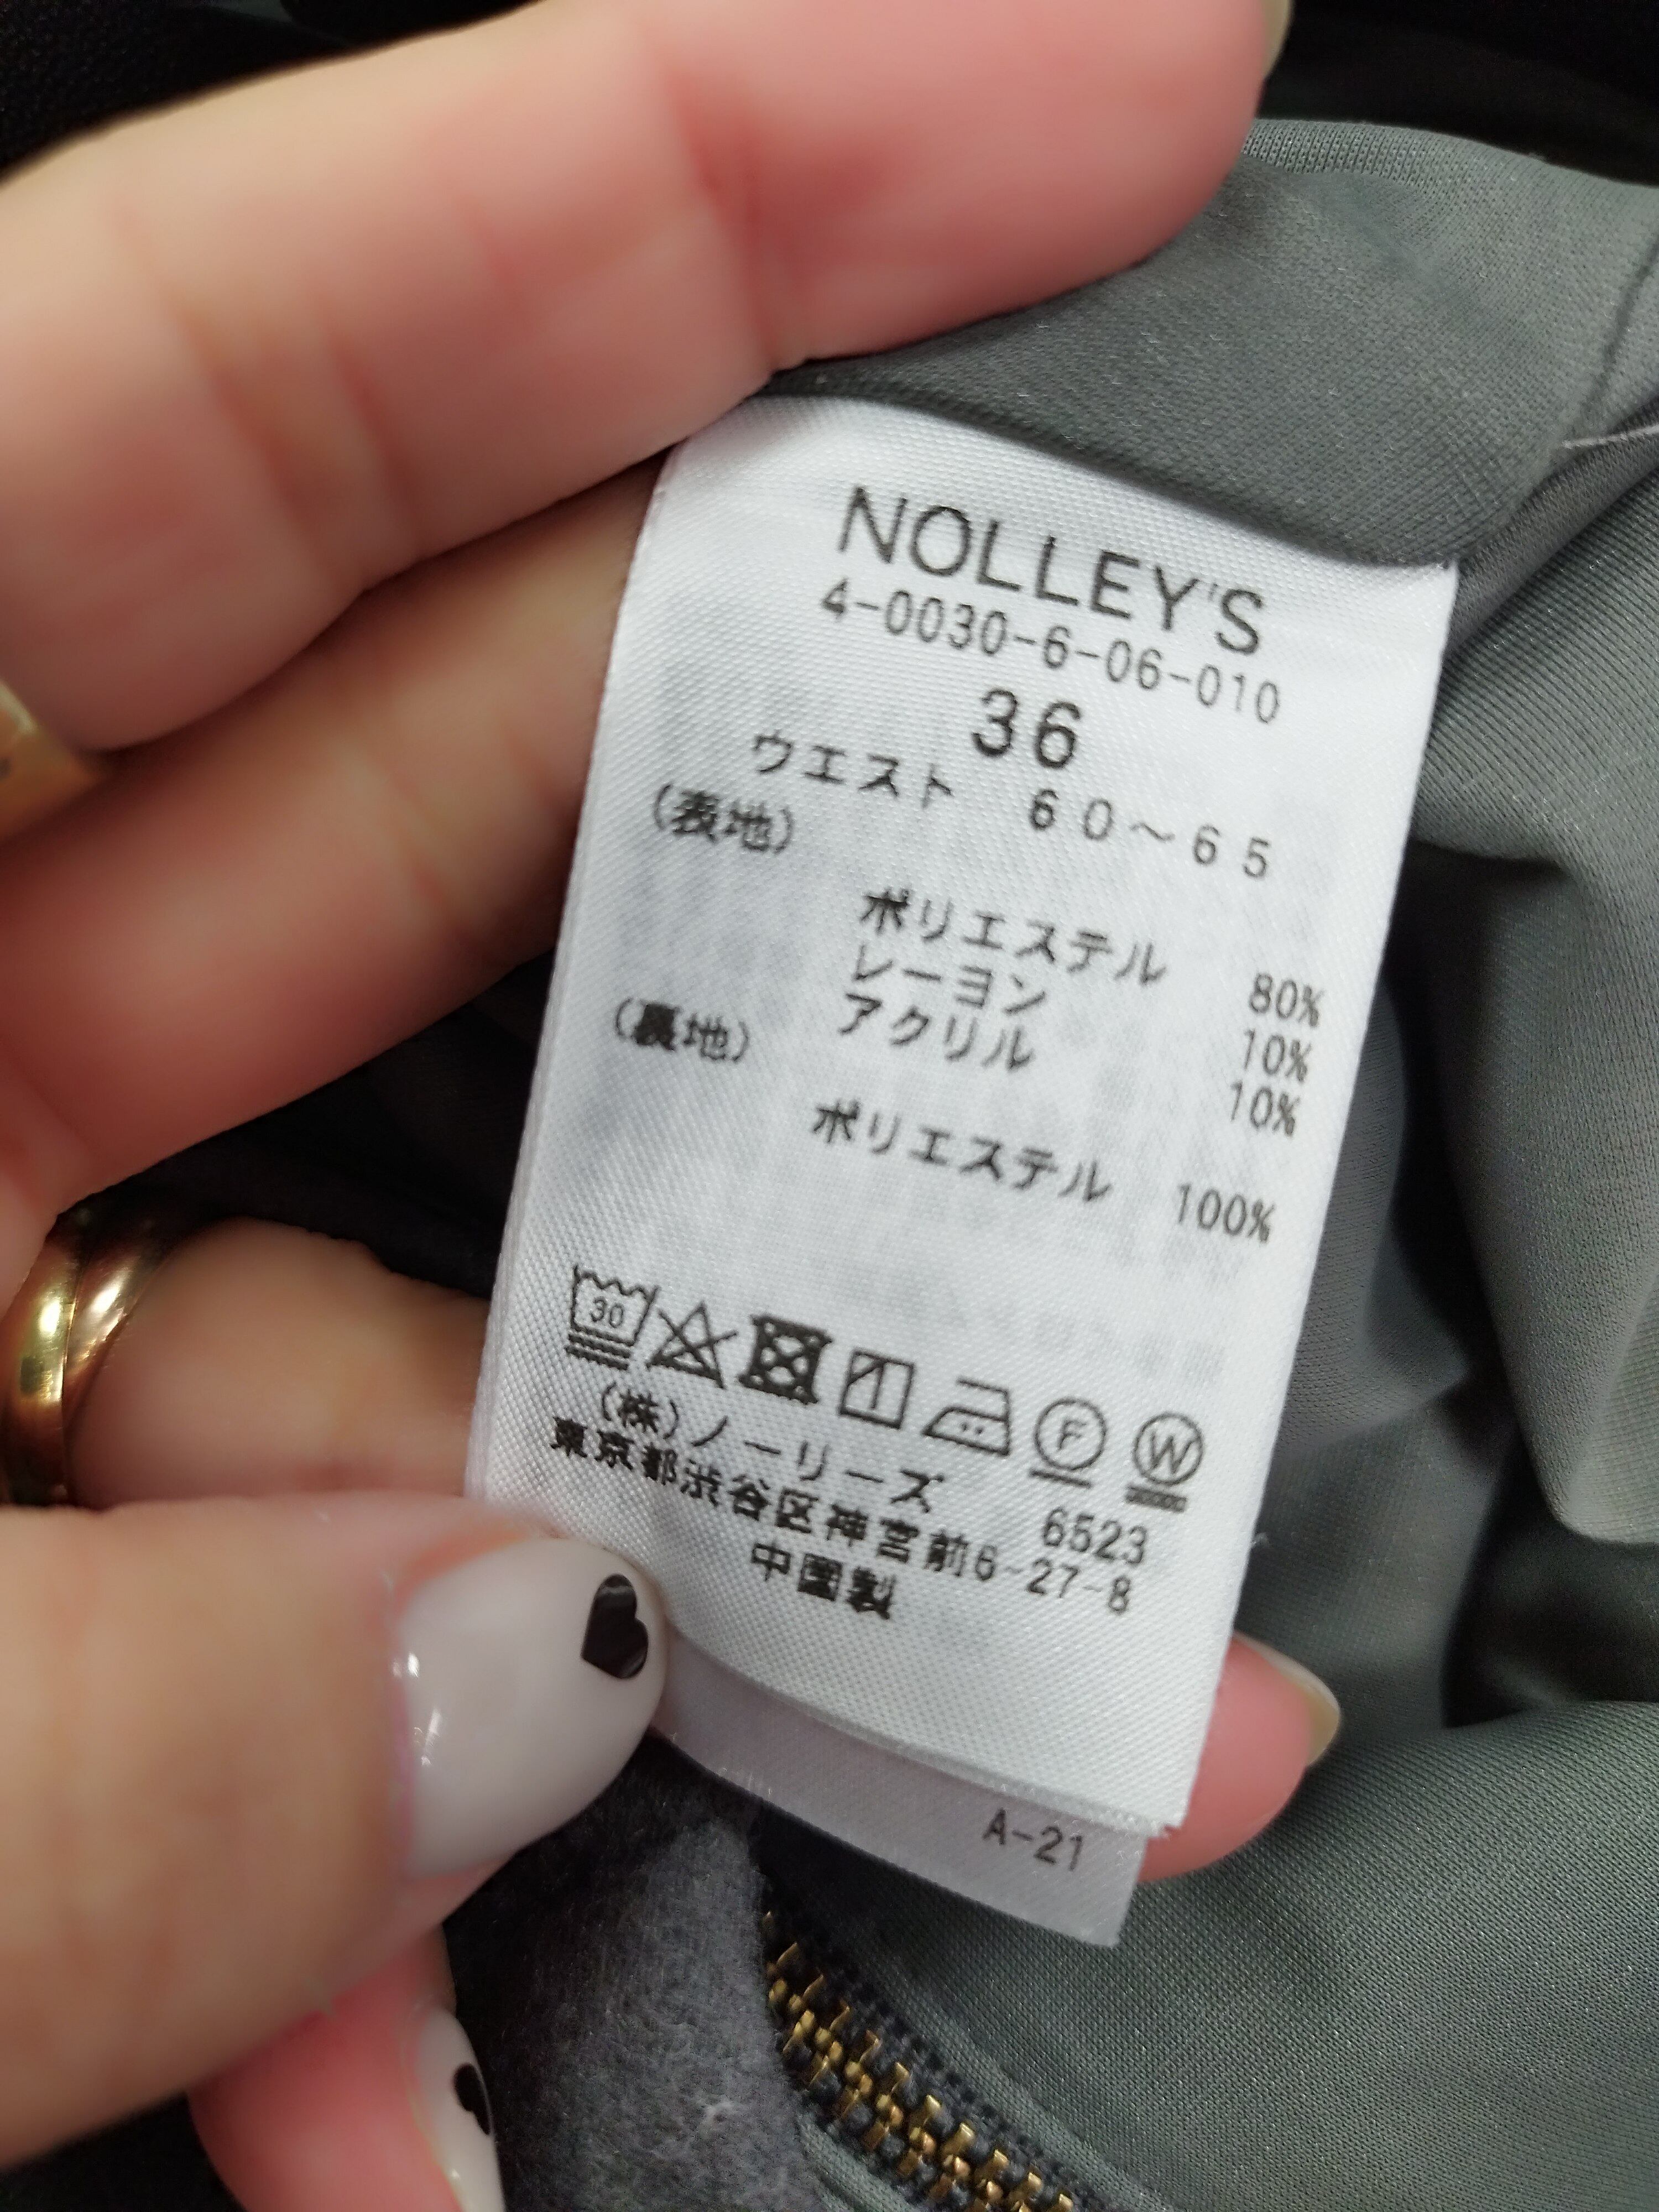 NOLLEY'S
4-0030-6-06-010
36
ウエスト 60～65
(表地)
ポリエステル 80%
レーヨン 10%
アクリル 10%
(裏地)
ポリエステル 100%
30 F W
(株)ノーリーズ 6523
東京都渋谷区神宮前6-27-8
中国製
A-21